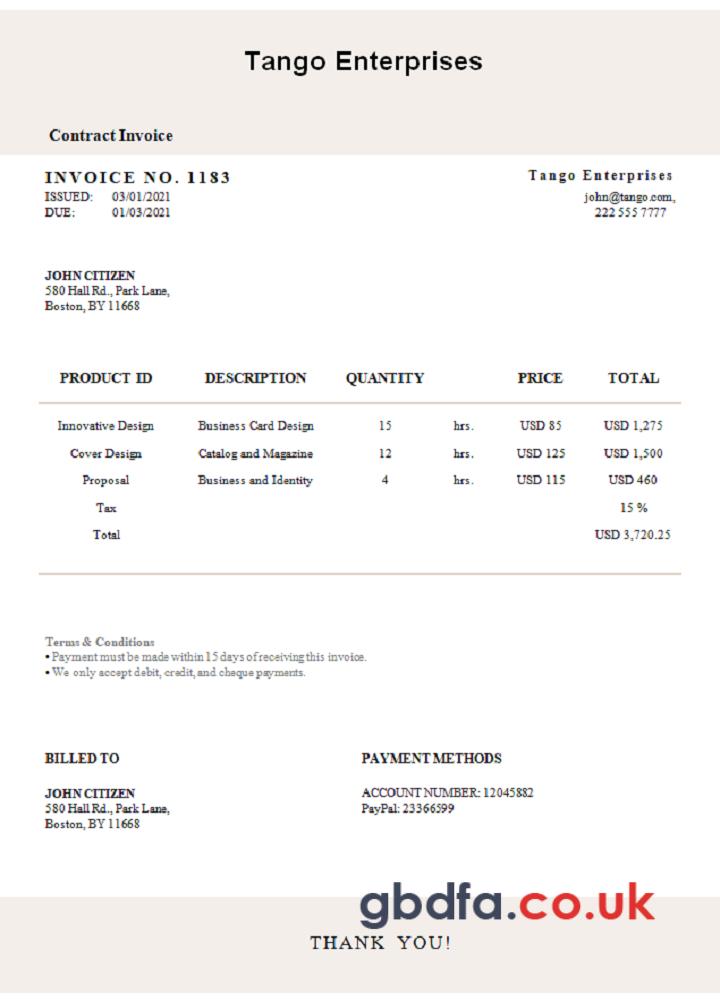 Tango Enterprises
Contract Invoice
INVOICE NO. 1183
ISSUED: 03/01/2021
DUE: 01/03/2021
Tango Enterprises
john@tango.com,
222 555 7777
JOHN CITIZEN
580 Hall Rd., Park Lane,
Boston, BY 11668
PRODUCT ID DESCRIPTION QUANTITY PRICE TOTAL
Innovative Design Business Card Design 15 hrs. USD 85 USD 1,275
Cover Design Catalog and Magazine 12 hrs. USD 125 USD 1,500
Proposal Business and Identity 4 hrs. USD 115 USD 460
Tax 15 %
Total USD 3,720.25
Terms & Conditions
• Payment must be made within 15 days of receiving this invoice.
• We only accept debit, credit, and cheque payments.
BILLED TO
JOHN CITIZEN
580 Hall Rd., Park Lane,
Boston, BY 11668
PAYMENT METHODS
ACCOUNT NUMBER: 12045882
PayPal: 23366599
gbdfa.co.uk
THANK YOU!